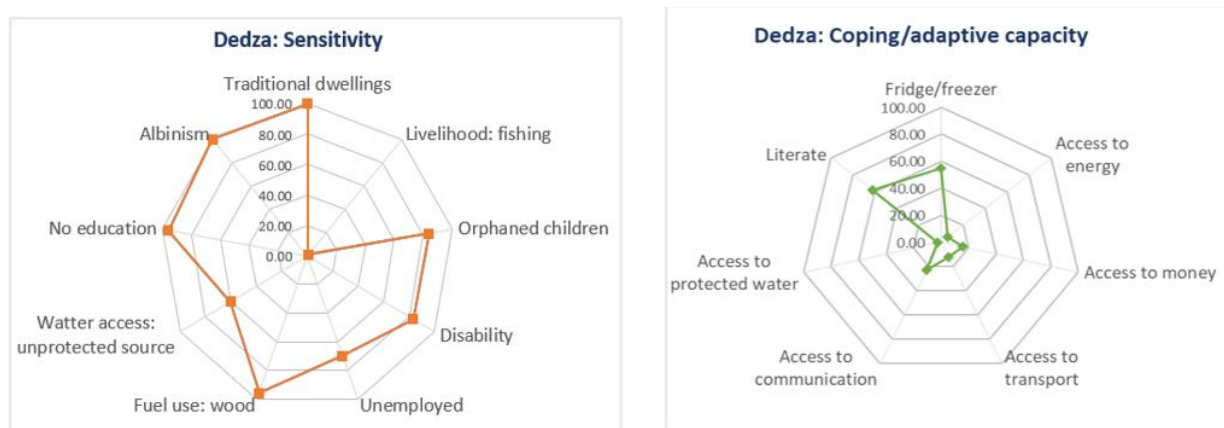 Dedza: Sensitivity
Traditional dwellings
100.00
80.00
60.00
40.00
20.00
0.00
Livelihood: fishing
Orphaned children
Disability
Unemployed
Fuel use: wood
Watter access:
unprotected source
No education
Albinism
Dedza: Coping/adaptive capacity
Fridge/freezer
100.00
80.00
60.00
40.00
20.00
0.00
Access to
energy
Access to money
Access to
transport
Access to
communication
Access to
protected water
Literate